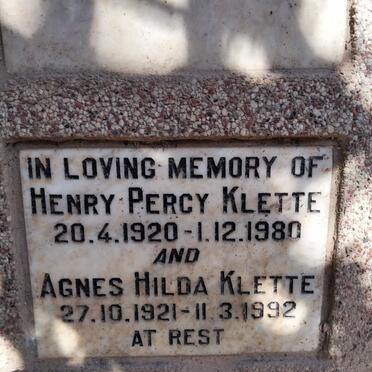 IN LOVING MEMORY OF
HENRY PERCY KLETTE
20.4.1920-1.12.1980
AND
AGNES HILDA KLETTE
27.10.1921-11.3.1992
AT REST